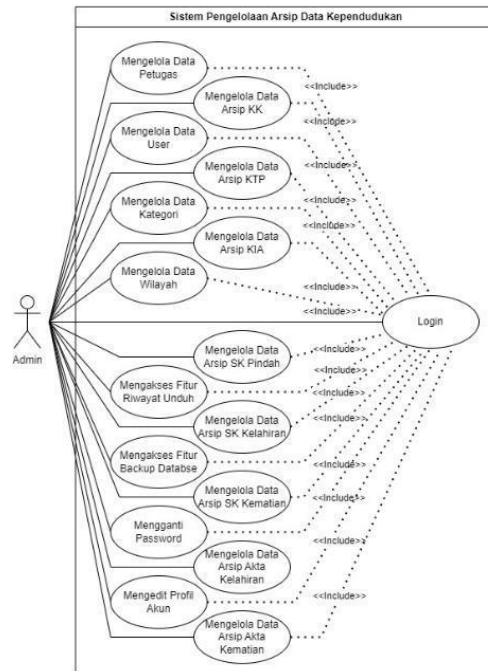 Sistem Pengelolaan Arsip Data Kependudukan
Mengelola Data
Petugas
<<Include>>
Mengelola Data
Arsip KK
<<Include>>
Mengelola Data
User
<<Include>>
Mengelola Data
Arsip KTP
<<Include>>
Mengelola Data
Kategori
<<Include>>
Mengelola Data
Arsip KIA
<<Include>>
Mengelola Data
Wilayah
<<Include>>
<<Include>>
Admin
Login
Mengelola Data
Arsip SK Pindah
<<Include>>
Mengakses Fitur
Riwayat Unduh
<<Include>>
Mengelola Data
Arsip SK Kelahiran
<<Include>>
Mengakses Fitur
Backup Databse
<<Include>>
Mengelola Data
Arsip SK Kematian
<<Include>>
Mengganti
Password
<<Include>>
Mengelola Data
Arsip Akta
Kelahiran
<<Include>>
Mengedit Profil
Akun
<<Include>>
Mengelola Data
Arsip Akta
Kematian